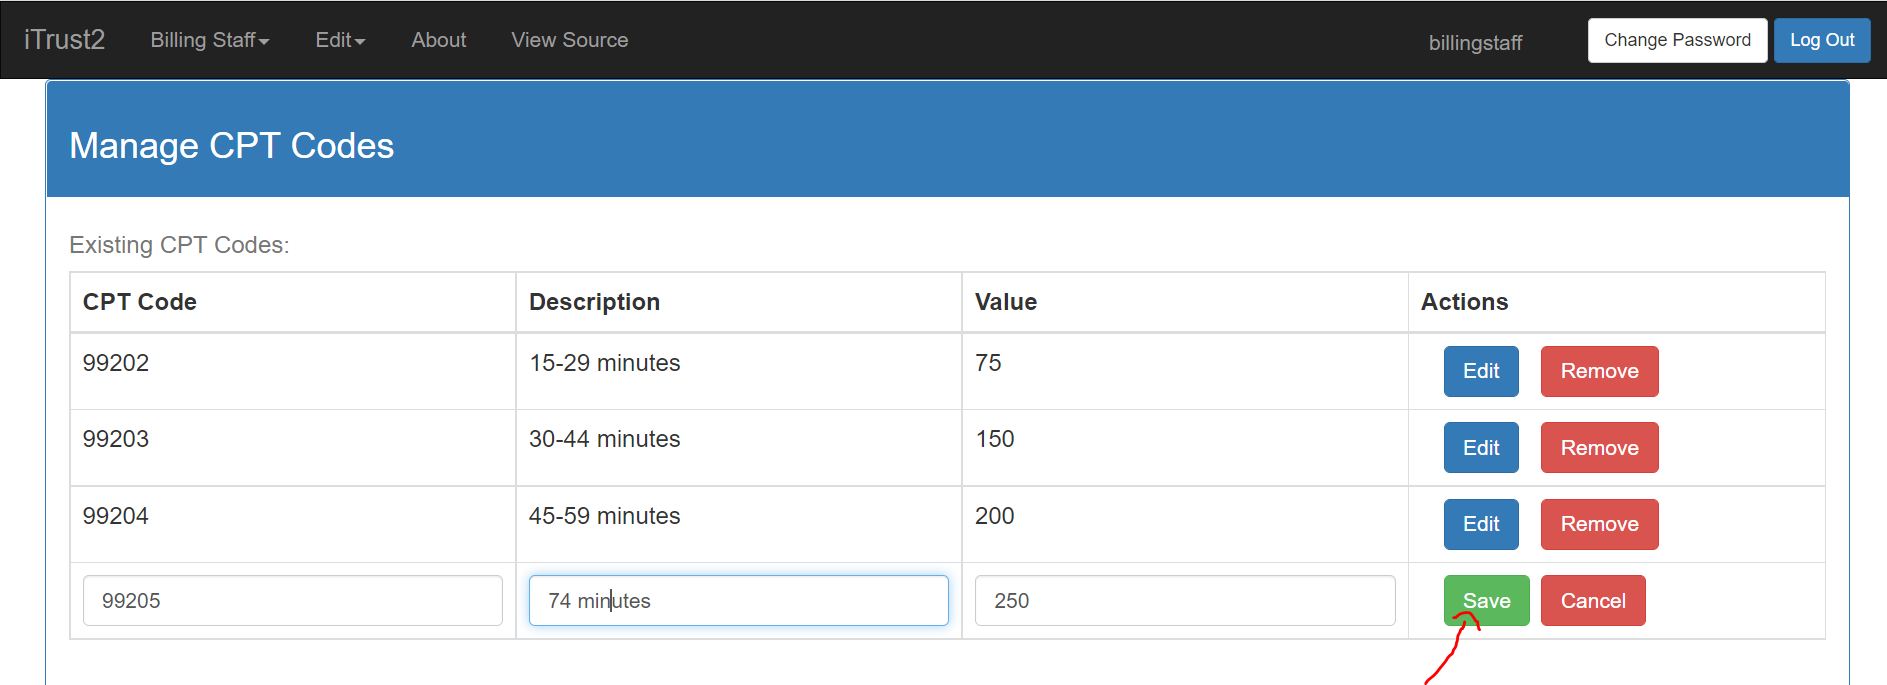 iTrust2 Billing Staff Edit About View Source billingstaff Change Password Log Out
Manage CPT Codes
Existing CPT Codes:
CPT Code Description Value Actions
99202 15-29 minutes 75 Edit Remove
99203 30-44 minutes 150 Edit Remove
99204 45-59 minutes 200 Edit Remove
99205 74 minutes 250 Save Cancel